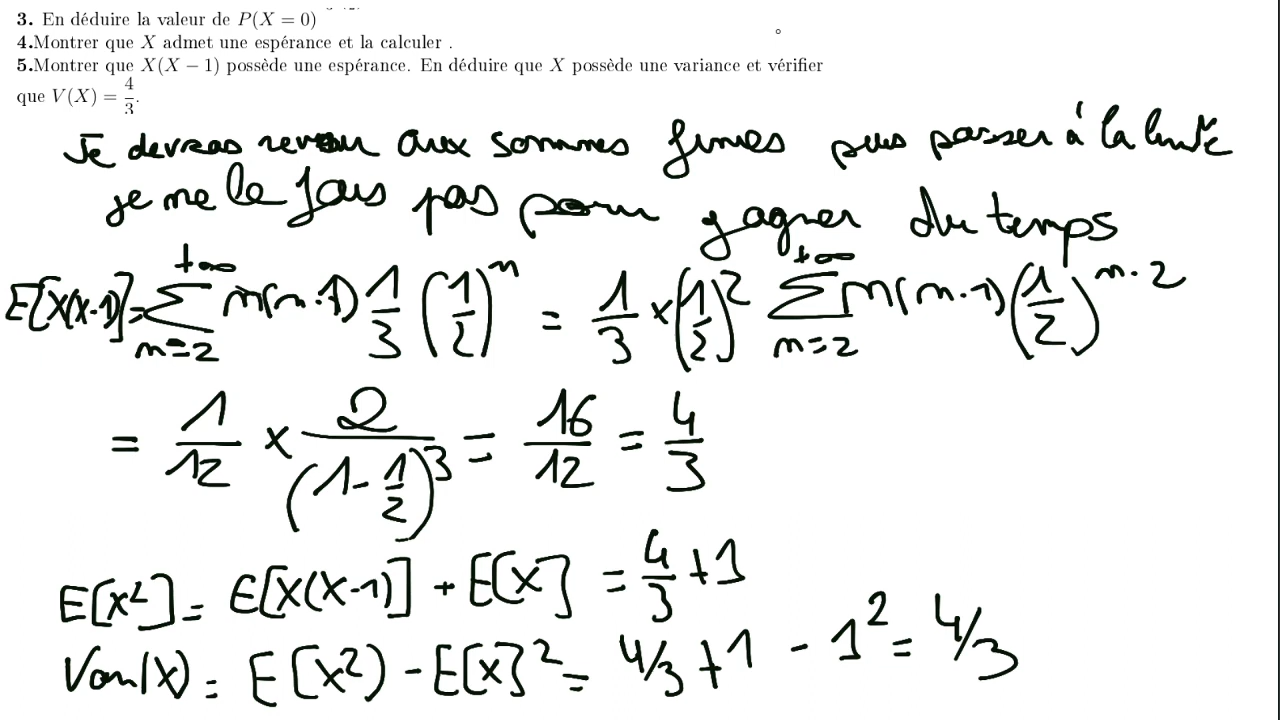 3. En déduire la valeur de P(X = 0)
4.Montrer que X admet une espérance et la calculer .
5.Montrer que X(X − 1) possède une espérance. En déduire que X possède une variance et vérifier
que V(X) = 4/3.
Je devrais revenir aux sommes finies puis passer à la limite
je ne le fais pas pour gagner du temps
E[X(X-1)] = ∑_{n=2}^{+∞} n(n-1) 1/3 (1/2)^n = 1/3 × (1/2)^2 ∑_{n=2}^{+∞} n(n-1) (1/2)^{n-2}
= 1/12 × 2/(1-1/2)^3 = 16/12 = 4/3
E[X^2] = E[X(X-1)] + E[X] = 4/3 + 1
Var(X) = E[X^2) - E[X]^2 = 4/3 + 1 - 1^2 = 4/3